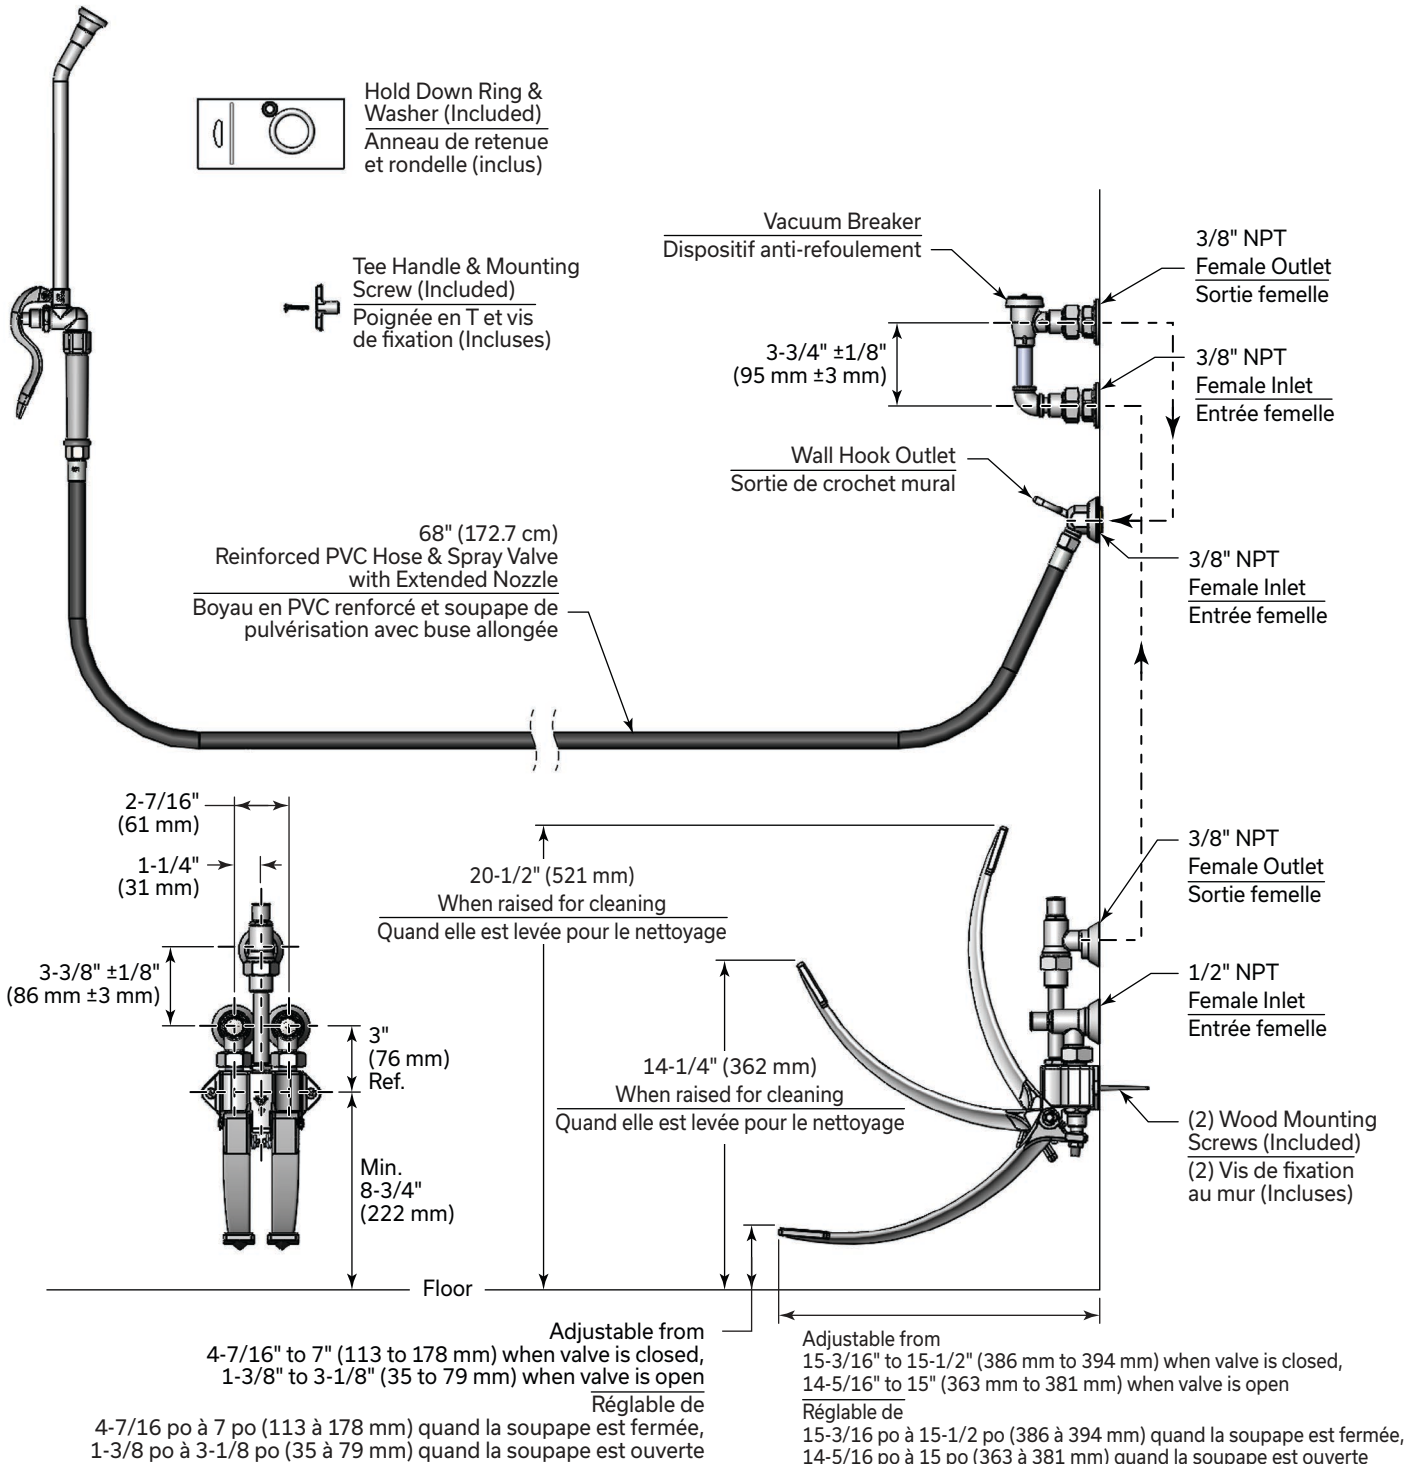 Hold Down Ring &
Washer (Included)
Anneau de retenue
et rondelle (inclus)
Tee Handle & Mounting
Screw (Included)
Poignée en T et vis
de fixation (Incluses)
Vacuum Breaker
Dispositif anti-refoulement
3/8" NPT
Female Outlet
Sortie femelle
3-3/4" ±1/8"
(95 mm ±3 mm)
3/8" NPT
Female Inlet
Entrée femelle
Wall Hook Outlet
Sortie de crochet mural
68" (172.7 cm)
Reinforced PVC Hose & Spray Valve
with Extended Nozzle
Boyau en PVC renforcé et soupape de
pulvérisation avec buse allongée
3/8" NPT
Female Inlet
Entrée femelle
2-7/16"
(61 mm)
1-1/4"
(31 mm)
3-3/8" ±1/8"
(86 mm ±3 mm)
3"
(76 mm)
Ref.
Min.
8-3/4"
(222 mm)
20-1/2" (521 mm)
When raised for cleaning
Quand elle est levée pour le nettoyage
14-1/4" (362 mm)
When raised for cleaning
Quand elle est levée pour le nettoyage
3/8" NPT
Female Outlet
Sortie femelle
1/2" NPT
Female Inlet
Entrée femelle
(2) Wood Mounting
Screws (Included)
(2) Vis de fixation
au mur (Incluses)
Floor
Adjustable from
4-7/16" to 7" (113 to 178 mm) when valve is closed,
1-3/8" to 3-1/8" (35 to 79 mm) when valve is open
Réglable de
4-7/16 po à 7 po (113 à 178 mm) quand la soupape est fermée,
1-3/8 po à 3-1/8 po (35 à 79 mm) quand la soupape est ouverte
Adjustable from
15-3/16" to 15-1/2" (386 mm to 394 mm) when valve is closed,
14-5/16" to 15" (363 mm to 381 mm) when valve is open
Réglable de
15-3/16 po à 15-1/2 po (386 à 394 mm) quand la soupape est fermée,
14-5/16 po à 15 po (363 à 381 mm) quand la soupape est ouverte